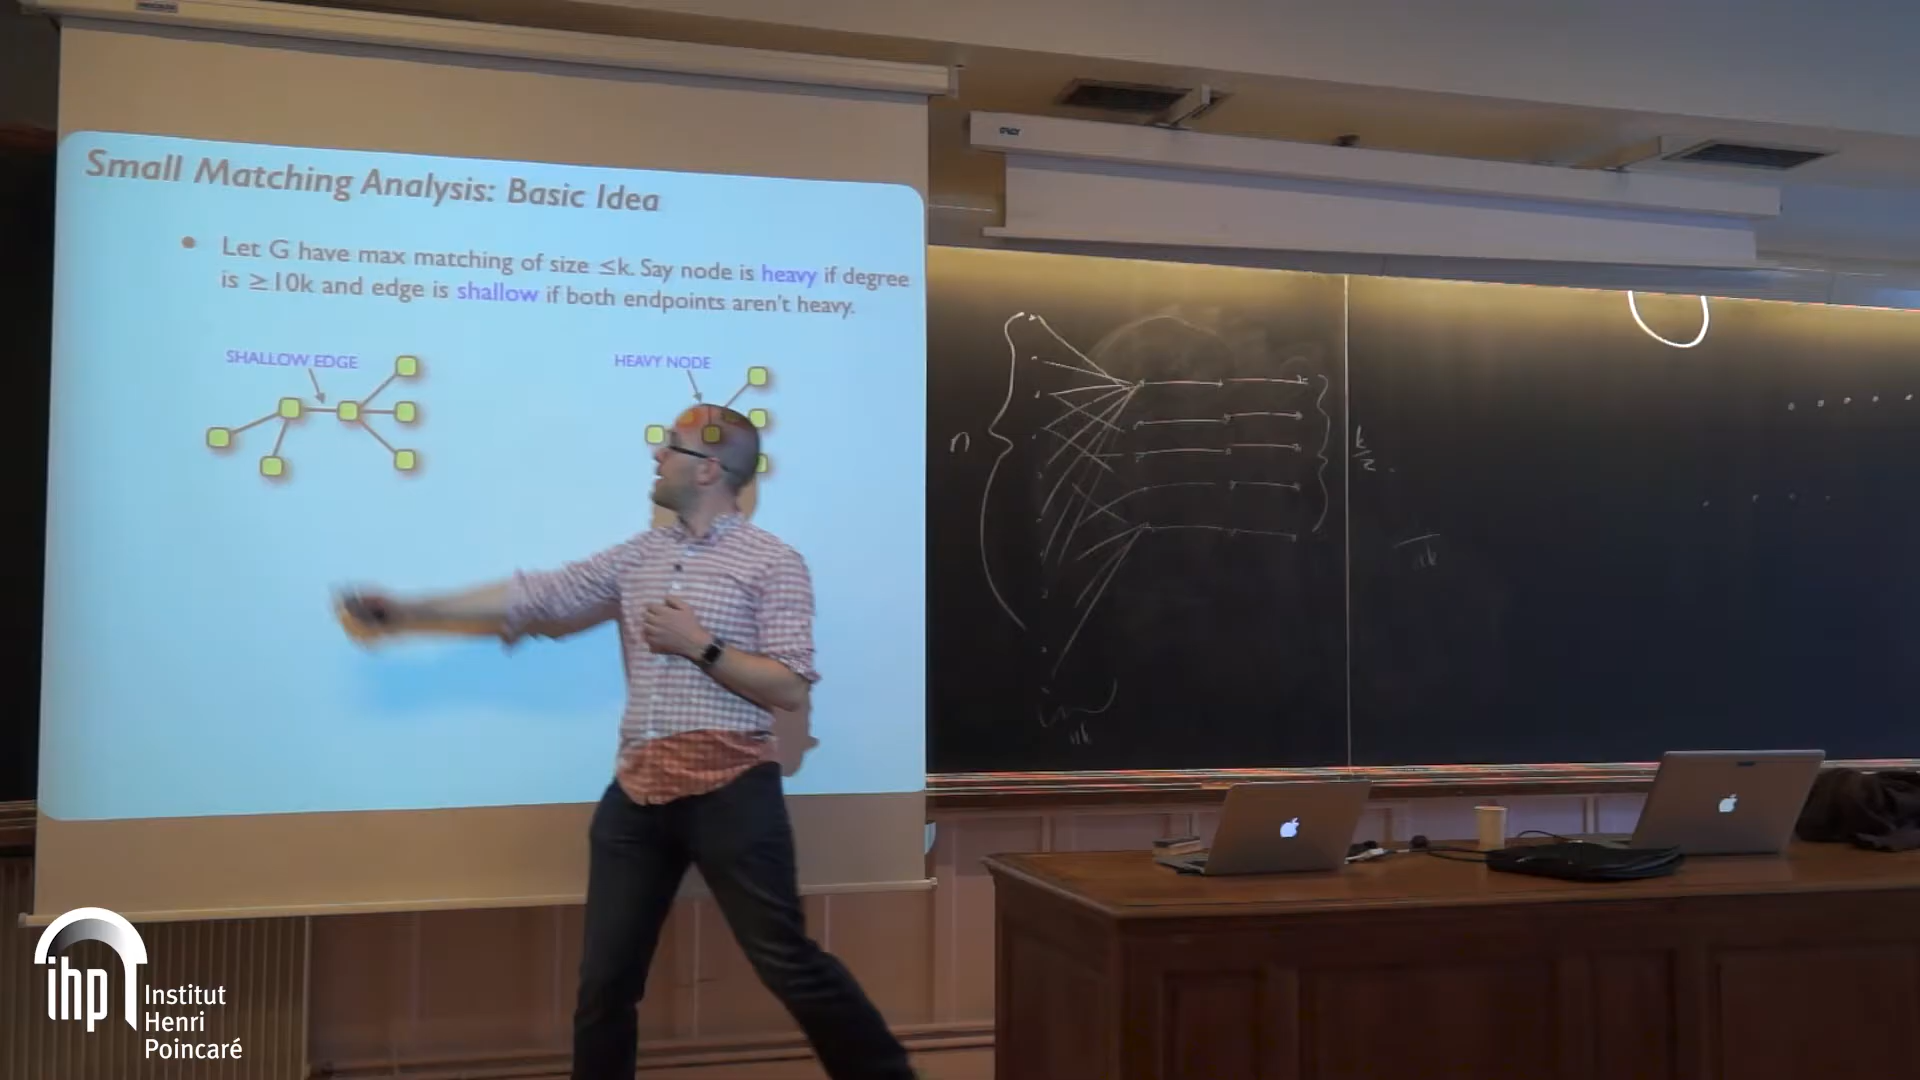 Small Matching Analysis: Basic Idea
Let G have max matching of size ≤k. Say node is heavy if degree
is ≥10k and edge is shallow if both endpoints aren't heavy.
SHALLOW EDGE
HEAVY NODE
n
k/2
ihp
Institut
Henri
Poincaré